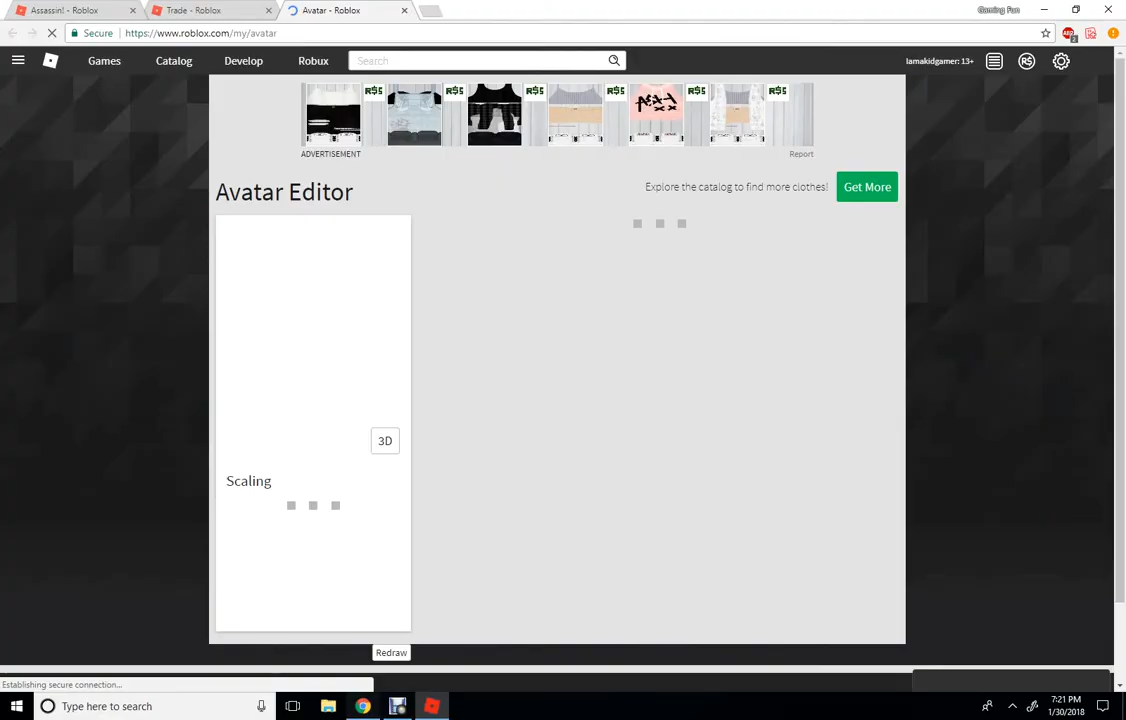 Assassin! - Roblox
Trade - Roblox
Avatar - Roblox
Gaming Fun
Secure
https://www.roblox.com/my/avatar
Games
Catalog
Develop
Robux
Search
Iamakidgamer: 13+
R$5 R$5 R$5 R$5 R$5 R$5
ADVERTISEMENT
Report
Avatar Editor
Explore the catalog to find more clothes!
Get More
3D
Scaling
Redraw
Establishing secure connection...
Type here to search
7:21 PM
1/30/2018